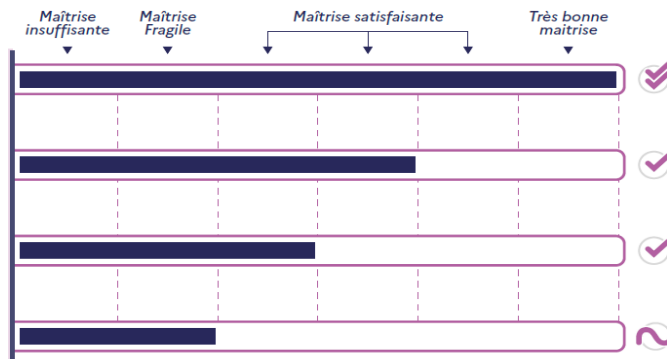 Maîtrise
insuffisante
Maîtrise
Fragile
Maîtrise satisfaisante
Très bonne
maitrise